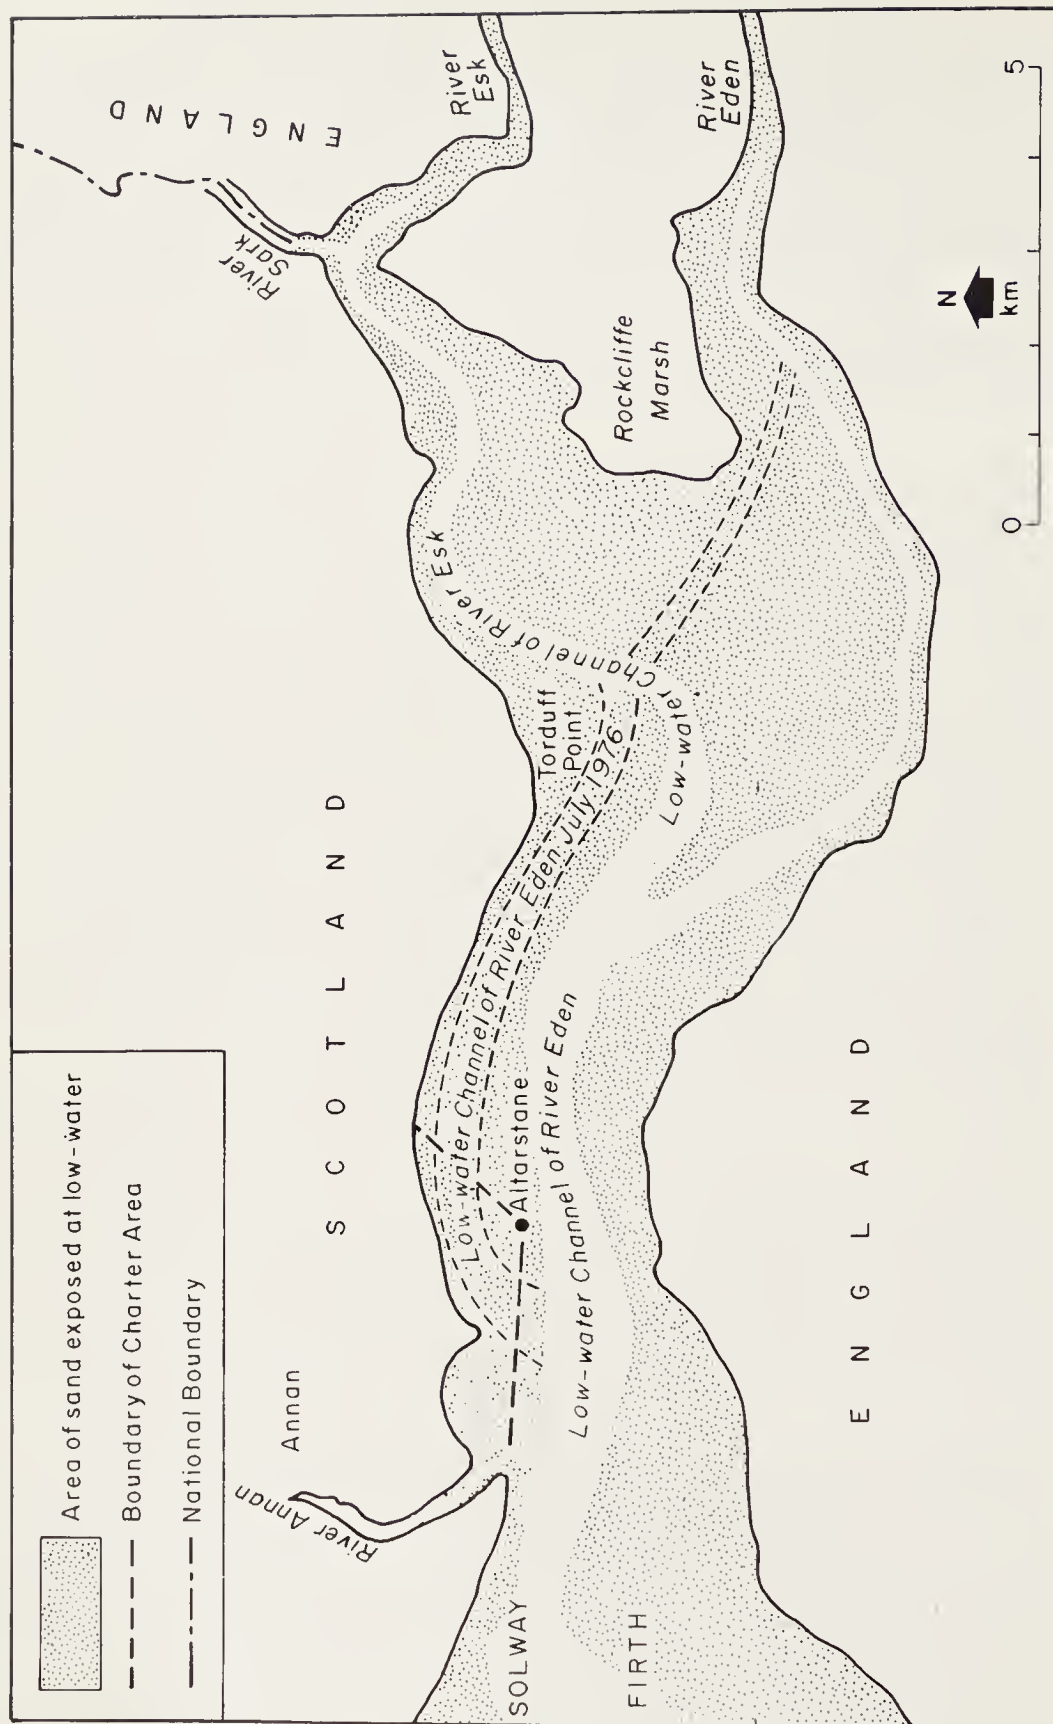 Area of sand exposed at low-water
Boundary of Charter Area
National Boundary
SCOTLAND
ENGLAND
River
Sark
River
Esk
River Annan
Annan
Torduff
Point
Low-water Channel of River Esk
Low-water Channel of River Eden July 1976
Altarstane
Low-water Channel of River Eden
Rockcliffe
Marsh
River
Eden
SOLWAY
FIRTH
ENGLAND
N
km
0
5